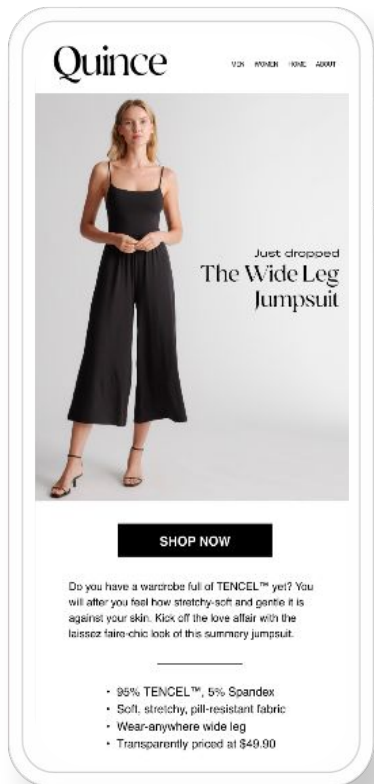 Quince
MEN WOMEN HOME ABOUT
Just dropped
The Wide Leg
Jumpsuit
SHOP NOW
Do you have a wardrobe full of TENCEL™ yet? You
will after you feel how stretchy-soft and gentle it is
against your skin. Kick off the love affair with the
laissez faire-chic look of this summery jumpsuit.
• 95% TENCEL™, 5% Spandex
• Soft, stretchy, pill-resistant fabric
• Wear-anywhere wide leg
• Transparently priced at $49.90